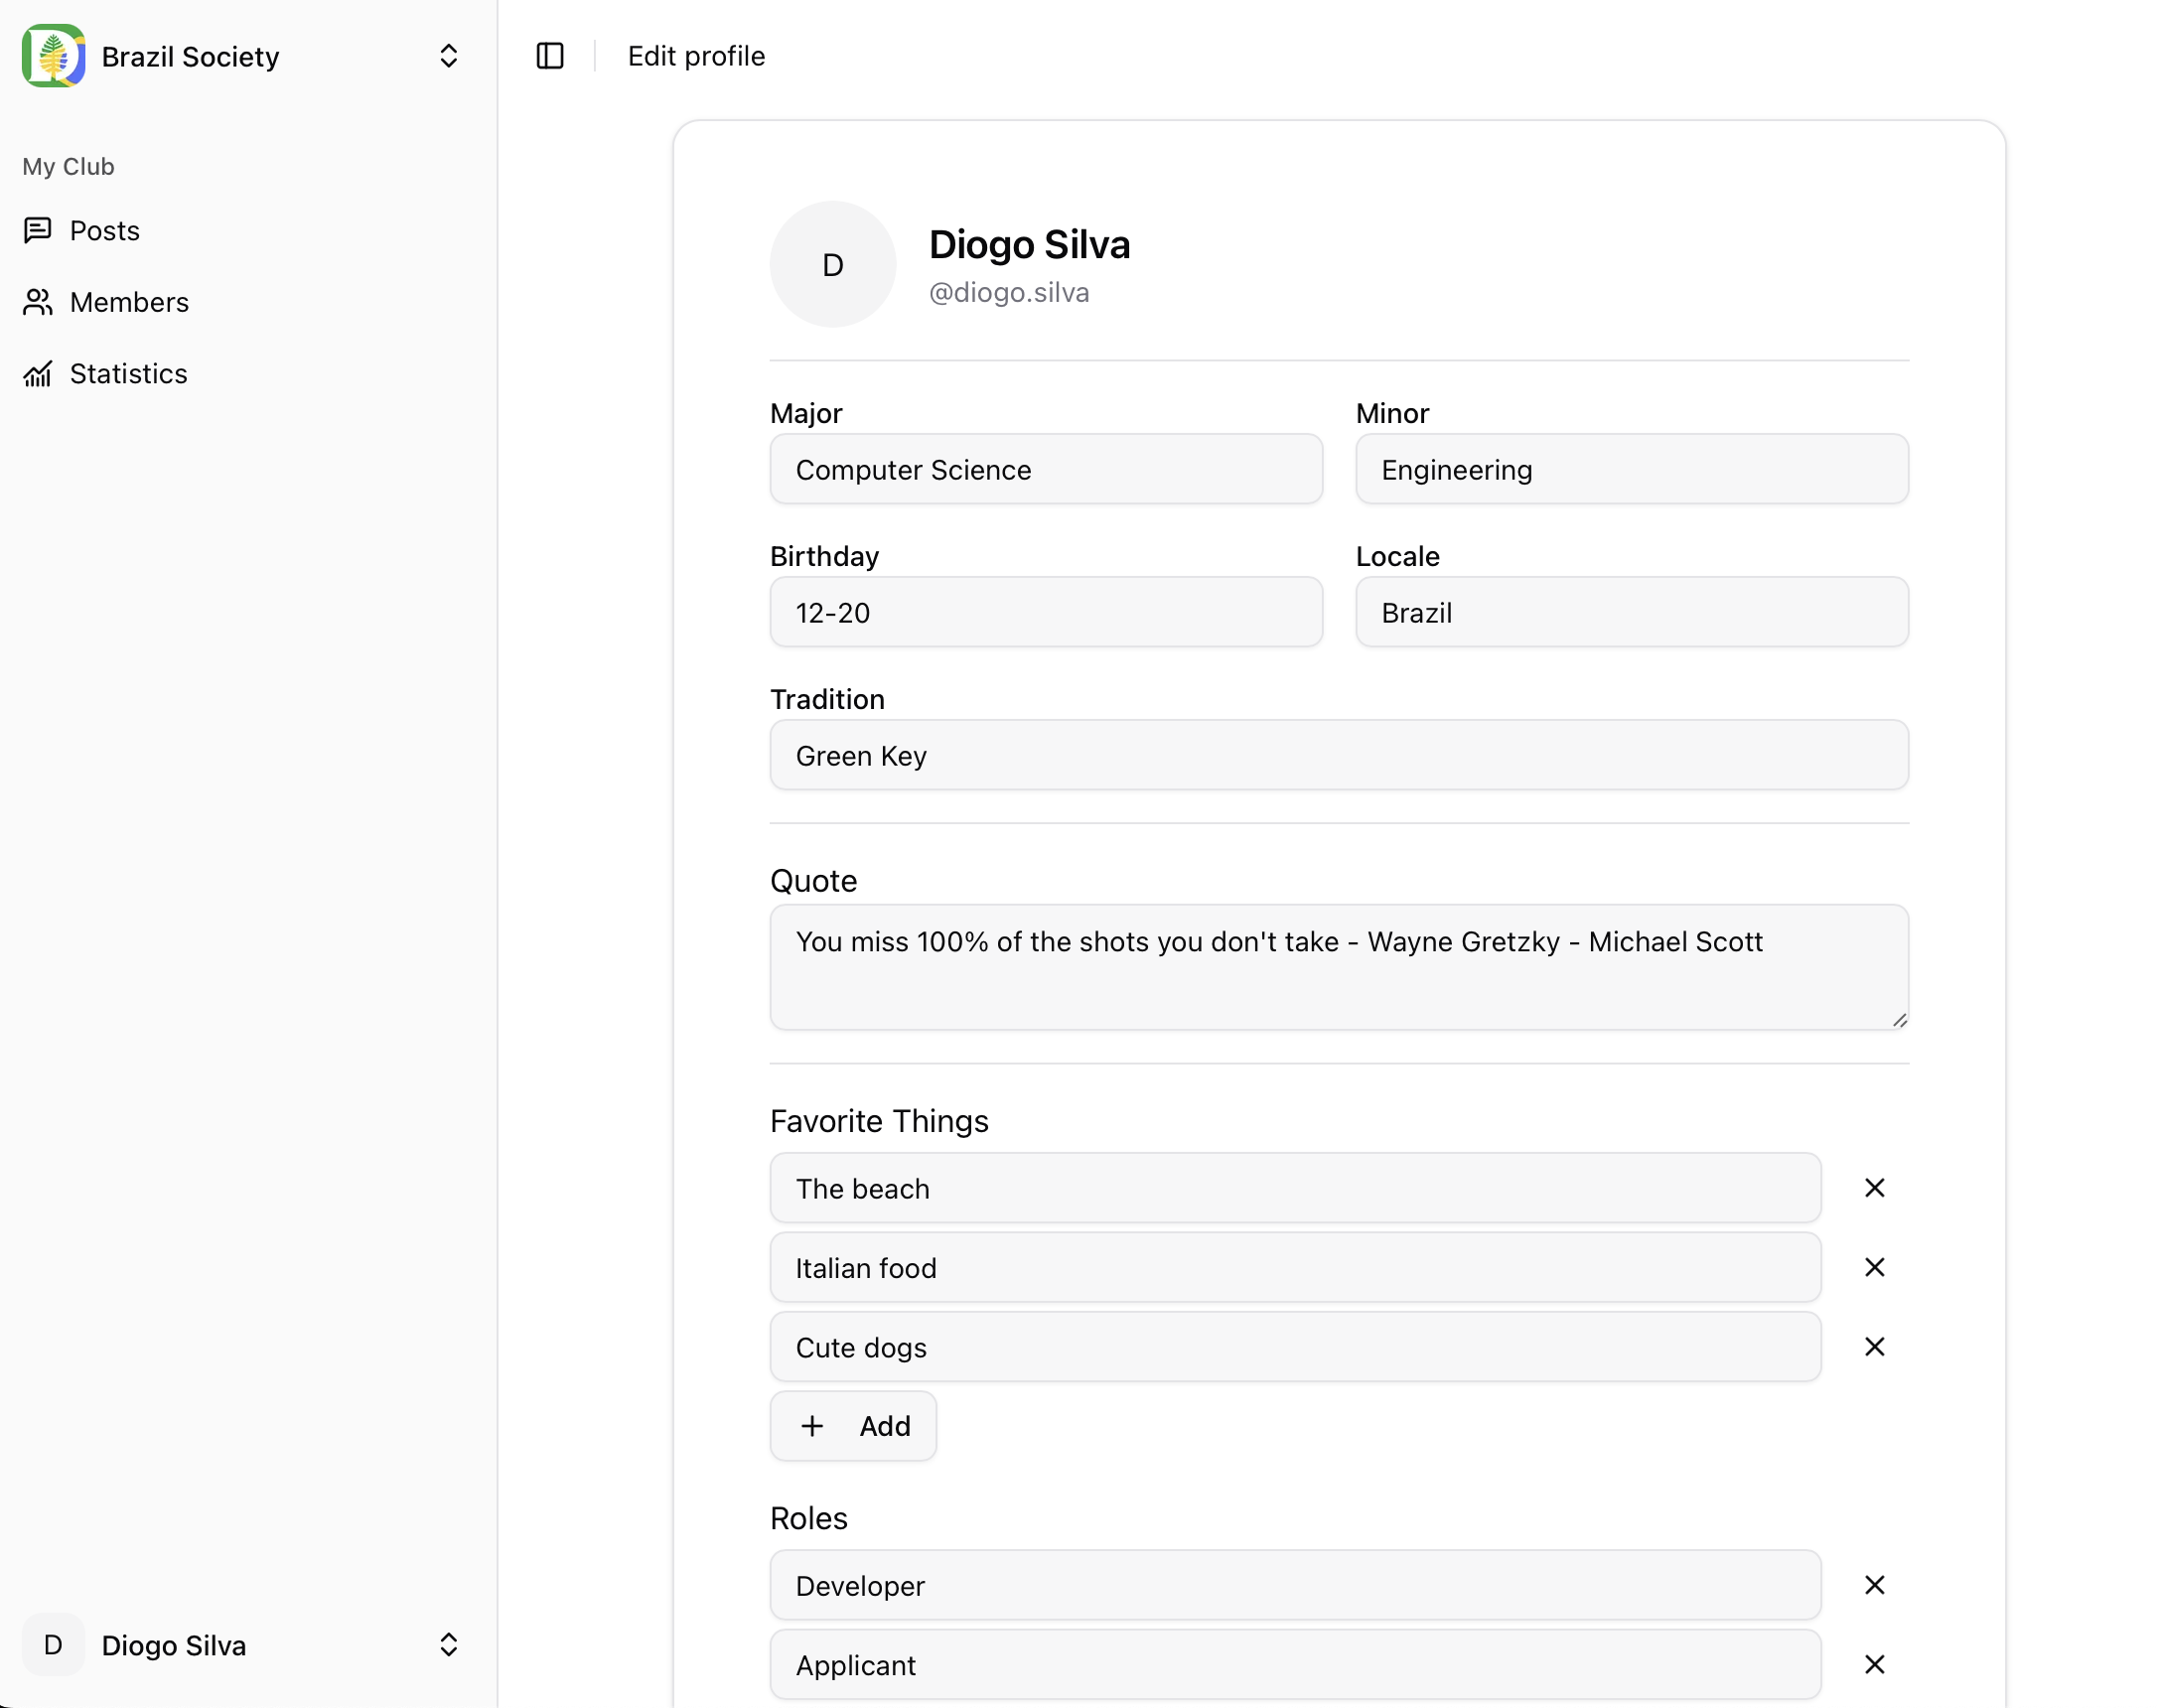 Brazil Society
My Club
Posts
Members
Statistics
D
Diogo Silva
Edit profile
D
Diogo Silva
@diogo.silva
Major
Minor
Computer Science
Engineering
Birthday
Locale
12-20
Brazil
Tradition
Green Key
Quote
You miss 100% of the shots you don't take - Wayne Gretzky - Michael Scott
Favorite Things
The beach
Italian food
Cute dogs
Add
Roles
Developer
Applicant